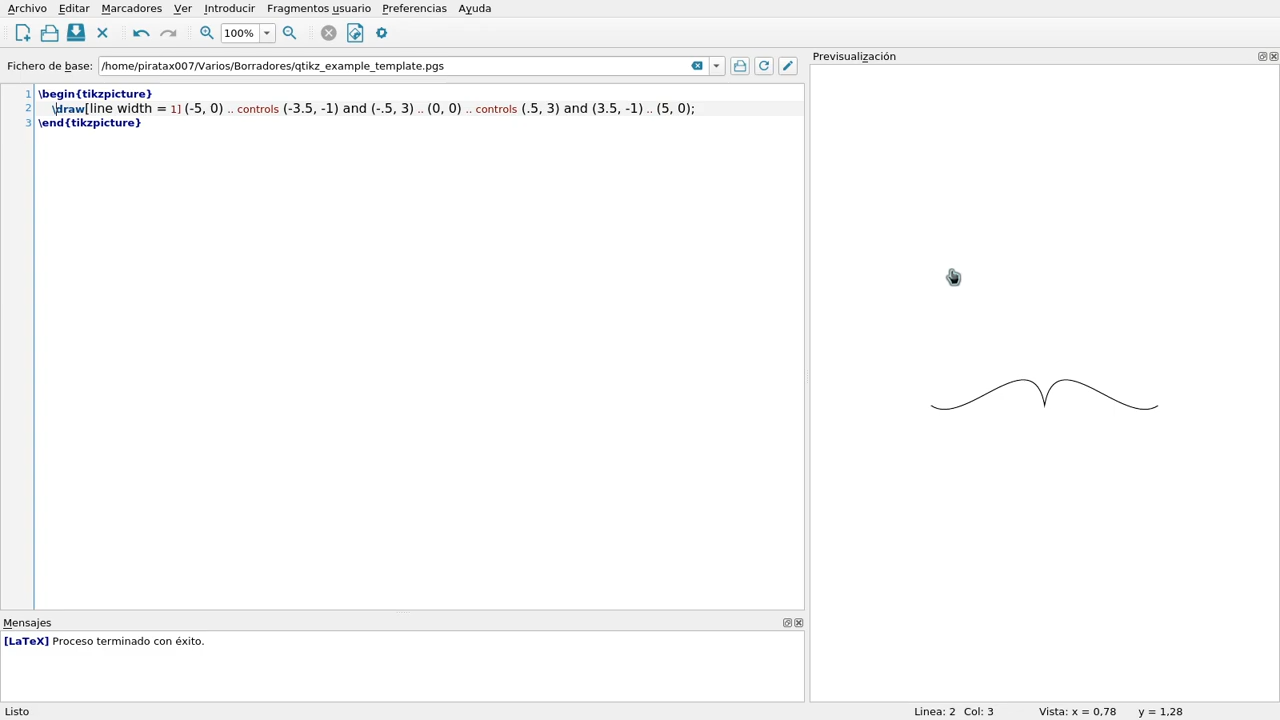 Archivo Editar Marcadores Ver Introducir Fragmentos usuario Preferencias Ayuda
100%
Fichero de base: /home/piratax007/Varios/Borradores/qtikz_example_template.pgs
Previsualización
1 \begin{tikzpicture}
2 \draw[line width = 1] (-5, 0) .. controls (-3.5, -1) and (-.5, 3) .. (0, 0) .. controls (.5, 3) and (3.5, -1) .. (5, 0);
3 \end{tikzpicture}
Mensajes
[LaTeX] Proceso terminado con éxito.
Listo
Linea: 2 Col: 3 Vista: x = 0,78 y = 1,28